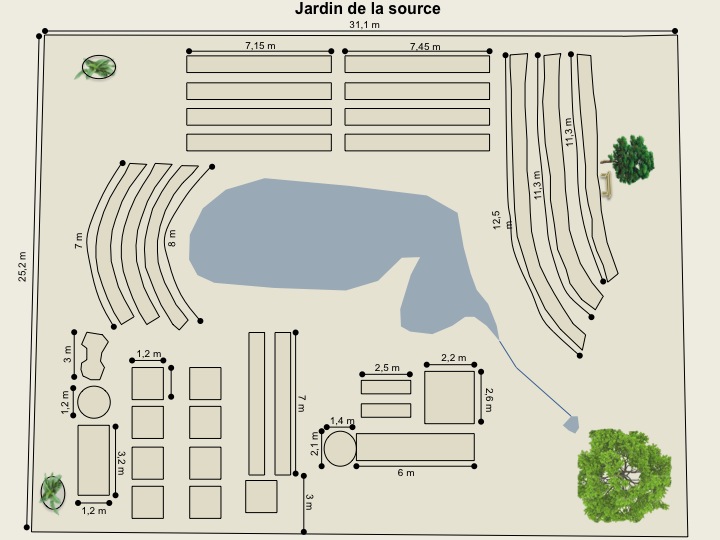 Jardin de la source
31,1 m
7,15 m
7,45 m
11,3 m
11,3 m
12,5
m
7 m
8 m
25,2 m
3 m
1,2 m
1,2 m
3,2 m
1,2 m
7 m
3 m
2,5 m
2,2 m
2,6 m
1,4 m
2,1 m
6 m